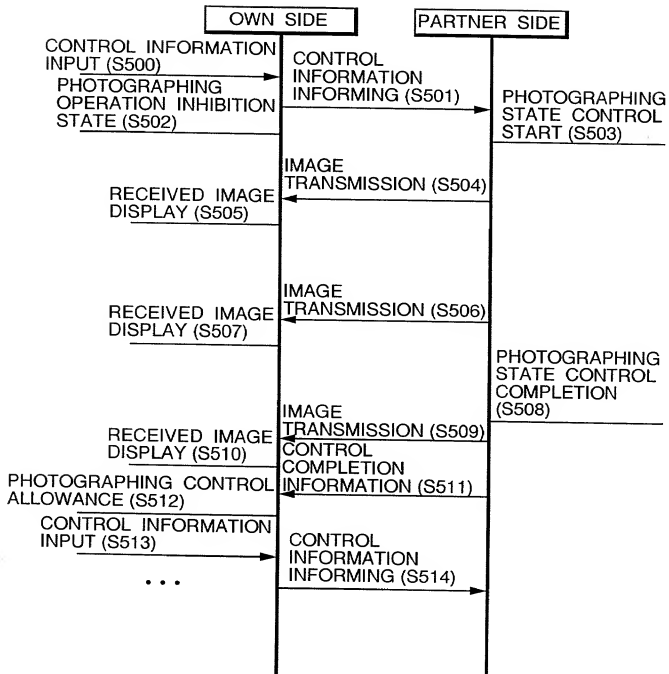 OWN SIDE
PARTNER SIDE
CONTROL INFORMATION
INPUT (S500)
CONTROL
INFORMATION
INFORMING (S501)
PHOTOGRAPHING
OPERATION INHIBITION
STATE (S502)
PHOTOGRAPHING
STATE CONTROL
START (S503)
IMAGE
TRANSMISSION (S504)
RECEIVED IMAGE
DISPLAY (S505)
IMAGE
TRANSMISSION (S506)
RECEIVED IMAGE
DISPLAY (S507)
PHOTOGRAPHING
STATE CONTROL
COMPLETION
(S508)
IMAGE
TRANSMISSION (S509)
RECEIVED IMAGE
DISPLAY (S510)
CONTROL
COMPLETION
INFORMATION (S511)
PHOTOGRAPHING CONTROL
ALLOWANCE (S512)
CONTROL INFORMATION
INPUT (S513)
CONTROL
INFORMATION
INFORMING (S514)
...